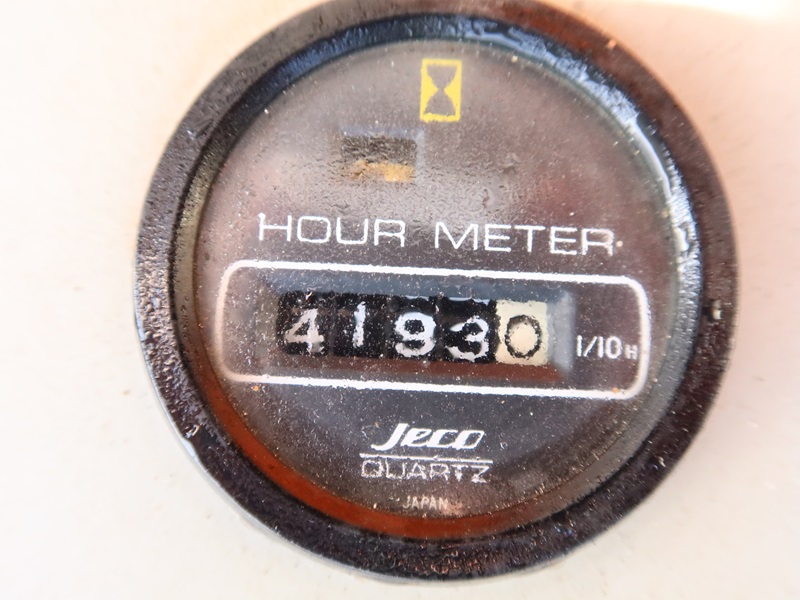 HOUR METER
41930 1/10H
Jeco
QUARTZ
JAPAN